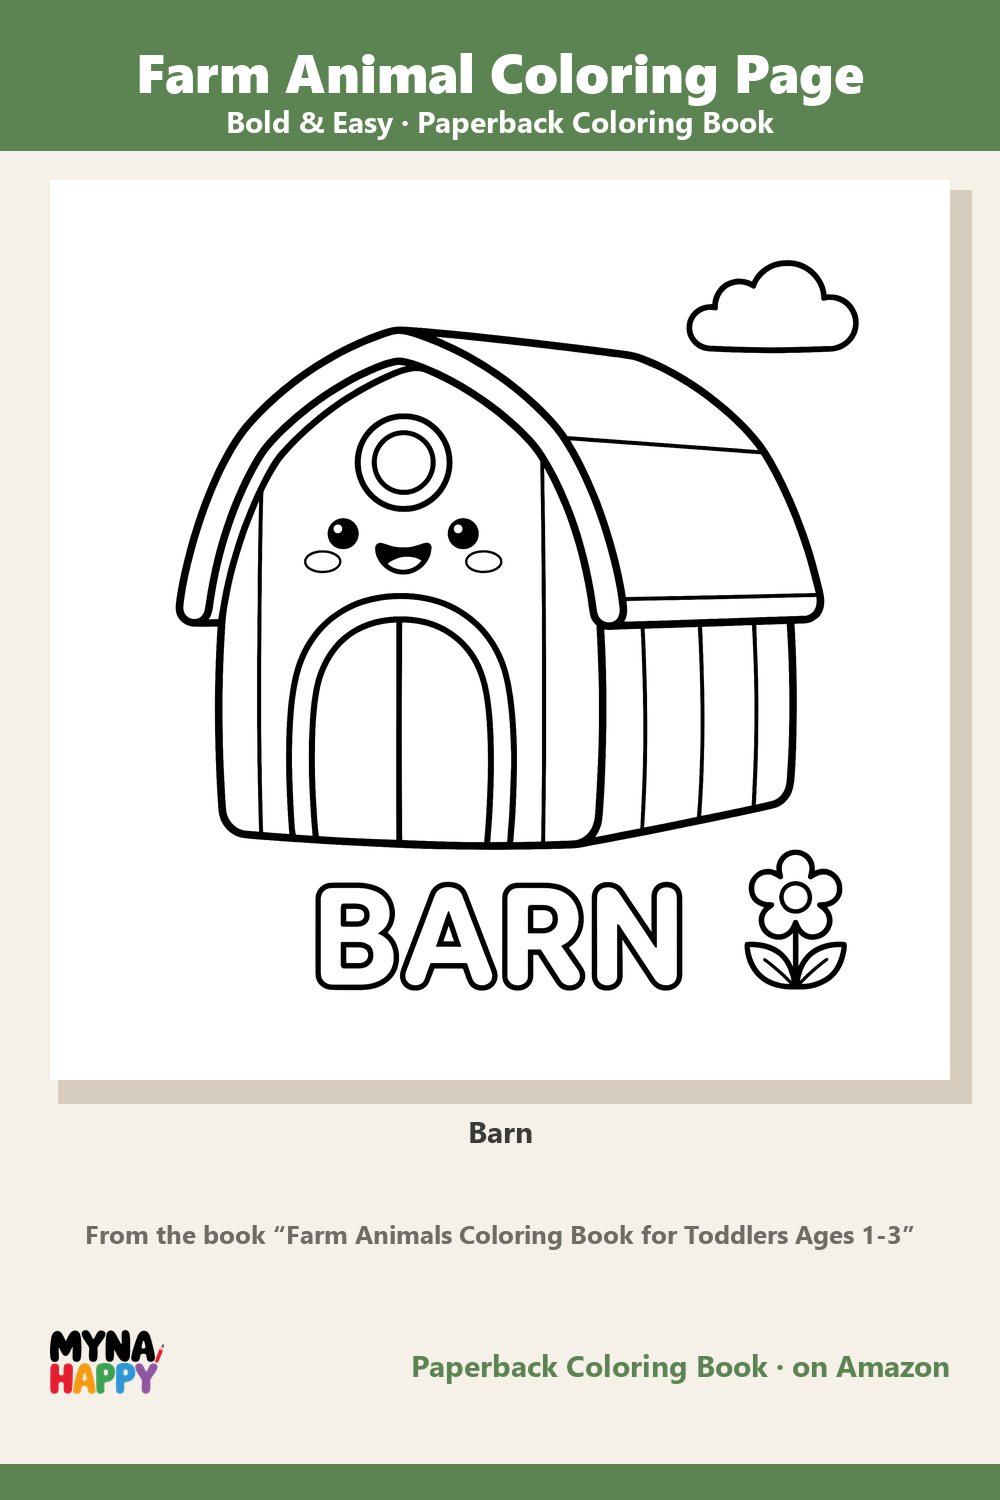 Farm Animal Coloring Page
Bold & Easy · Paperback Coloring Book
BARN
Barn
From the book “Farm Animals Coloring Book for Toddlers Ages 1-3”
MYNA
HAPPY
Paperback Coloring Book · on Amazon